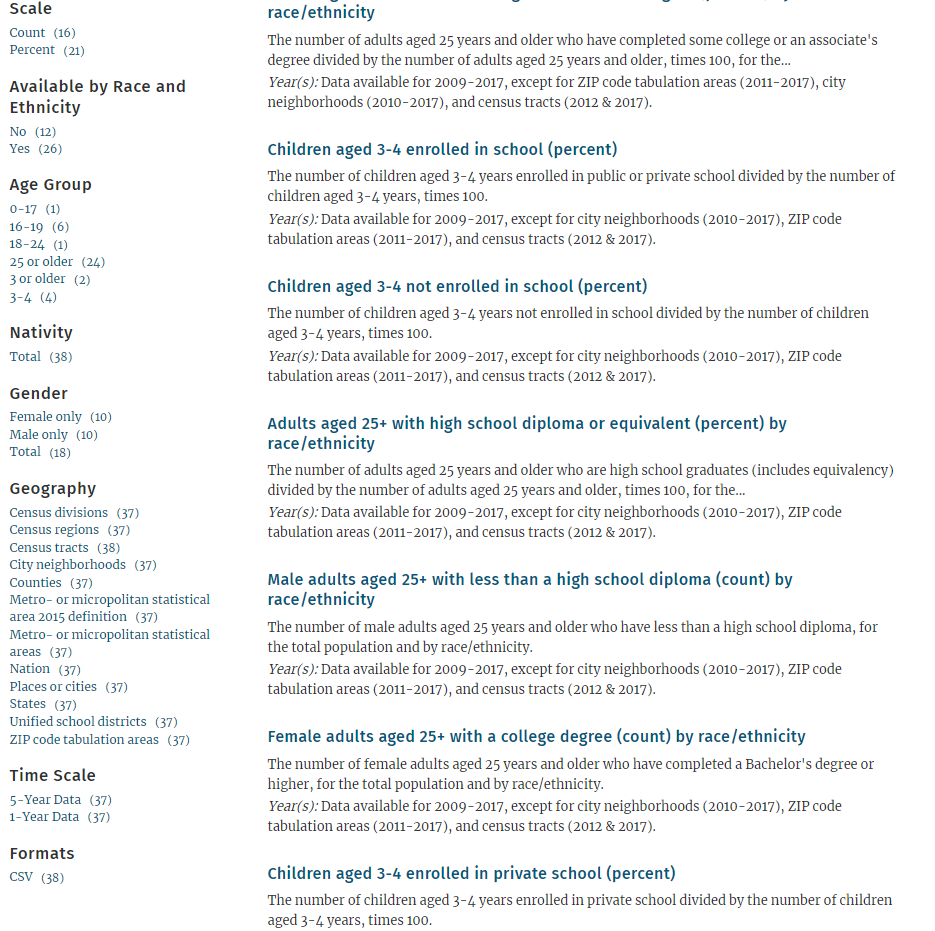 Scale
Count (16)
Percent (21)
Available by Race and
Ethnicity
No (12)
Yes (26)
Age Group
0-17 (1)
16-19 (6)
18-24 (1)
25 or older (24)
3 or older (2)
3-4 (4)
Nativity
Total (38)
Gender
Female only (10)
Male only (10)
Total (18)
Geography
Census divisions (37)
Census regions (37)
Census tracts (38)
City neighborhoods (37)
Counties (37)
Metro- or micropolitan statistical
area 2015 definition (37)
Metro- or micropolitan statistical
areas (37)
Nation (37)
Places or cities (37)
States (37)
Unified school districts (37)
ZIP code tabulation areas (37)
Time Scale
5-Year Data (37)
1-Year Data (37)
Formats
CSV (38)
race/ethnicity
The number of adults aged 25 years and older who have completed some college or an associate's
degree divided by the number of adults aged 25 years and older, times 100, for the...
Year(s): Data available for 2009-2017, except for ZIP code tabulation areas (2011-2017), city
neighborhoods (2010-2017), and census tracts (2012 & 2017).
Children aged 3-4 enrolled in school (percent)
The number of children aged 3-4 years enrolled in public or private school divided by the number of
children aged 3-4 years, times 100.
Year(s): Data available for 2009-2017, except for city neighborhoods (2010-2017), ZIP code
tabulation areas (2011-2017), and census tracts (2012 & 2017).
Children aged 3-4 not enrolled in school (percent)
The number of children aged 3-4 years not enrolled in school divided by the number of children
aged 3-4 years, times 100.
Year(s): Data available for 2009-2017, except for city neighborhoods (2010-2017), ZIP code
tabulation areas (2011-2017), and census tracts (2012 & 2017).
Adults aged 25+ with high school diploma or equivalent (percent) by
race/ethnicity
The number of adults aged 25 years and older who are high school graduates (includes equivalency)
divided by the number of adults aged 25 years and older, times 100, for the...
Year(s): Data available for 2009-2017, except for city neighborhoods (2010-2017), ZIP code
tabulation areas (2011-2017), and census tracts (2012 & 2017).
Male adults aged 25+ with less than a high school diploma (count) by
race/ethnicity
The number of male adults aged 25 years and older who have less than a high school diploma, for
the total population and by race/ethnicity.
Year(s): Data available for 2009-2017, except for city neighborhoods (2010-2017), ZIP code
tabulation areas (2011-2017), and census tracts (2012 & 2017).
Female adults aged 25+ with a college degree (count) by race/ethnicity
The number of female adults aged 25 years and older who have completed a Bachelor's degree or
higher, for the total population and by race/ethnicity.
Year(s): Data available for 2009-2017, except for city neighborhoods (2010-2017), ZIP code
tabulation areas (2011-2017), and census tracts (2012 & 2017).
Children aged 3-4 enrolled in private school (percent)
The number of children aged 3-4 years enrolled in private school divided by the number of children
aged 3-4 years, times 100.